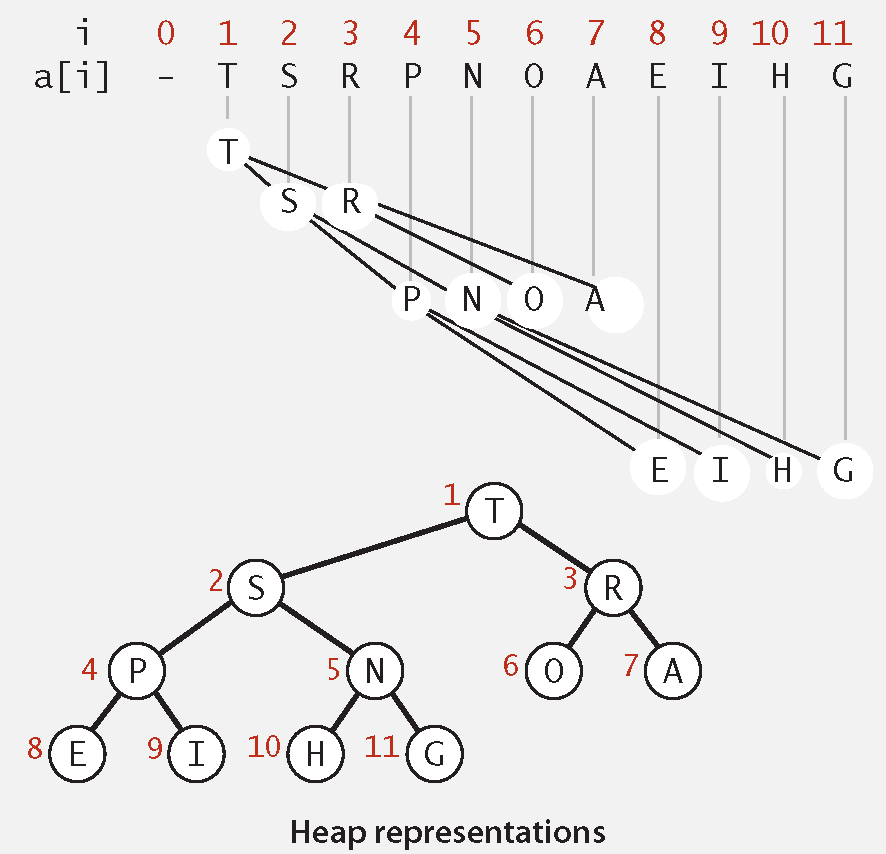 i 0 1 2 3 4 5 6 7 8 9 10 11
a[i] – T S R P N O A E I H G
T
S R
P N O A
E I H G
1 T
2 S 3 R
4 P 5 N 6 O 7 A
8 E 9 I 10 H 11 G
Heap representations